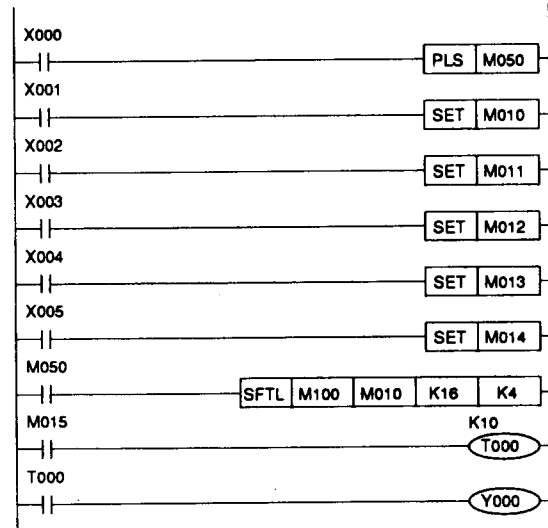 X000
PLS M050
X001
SET M010
X002
SET M011
X003
SET M012
X004
SET M013
X005
SET M014
M050
SFTL M100 M010 K16 K4
M015
K10
T000
T000
Y000